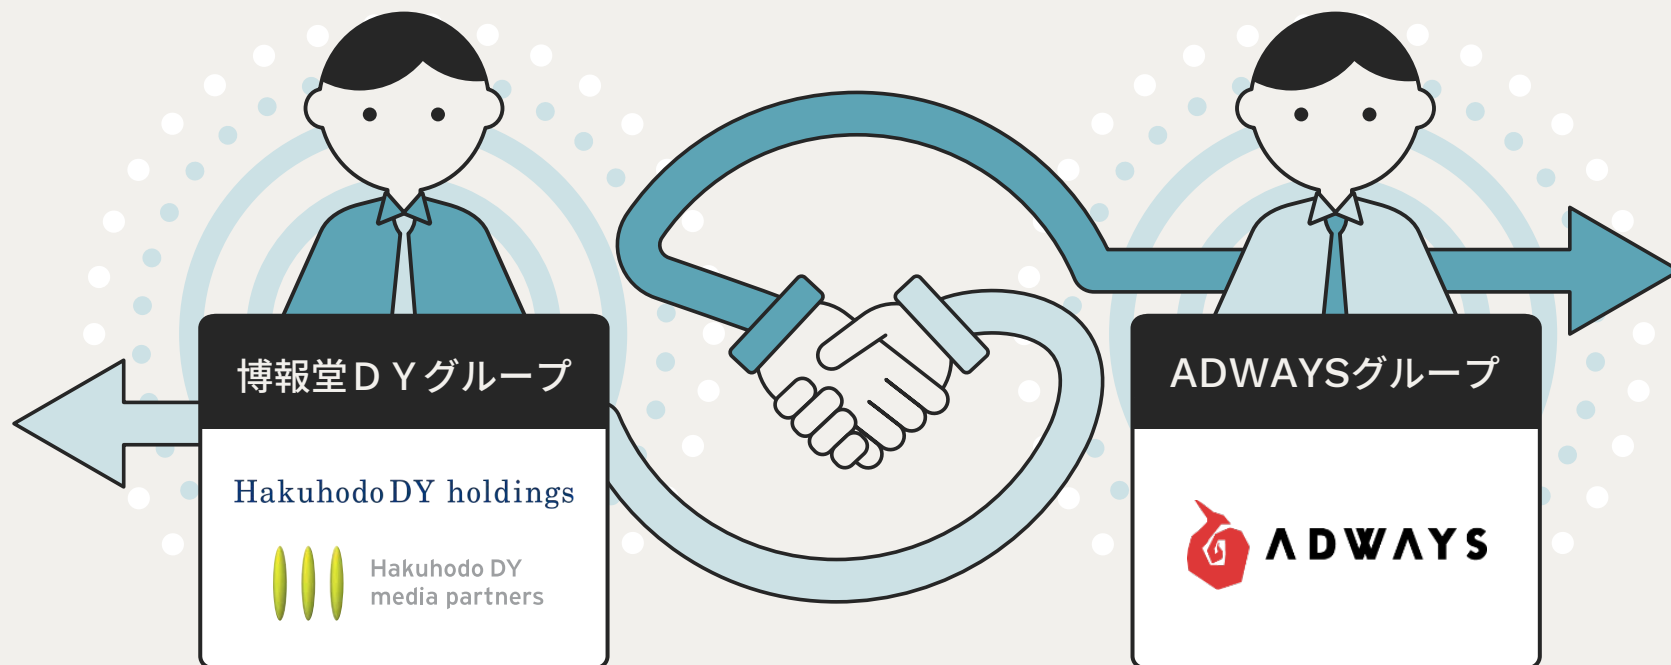 博報堂ＤＹグループ
Hakuhodo DY holdings
Hakuhodo DY
media partners
ADWAYSグループ
ADWAYS